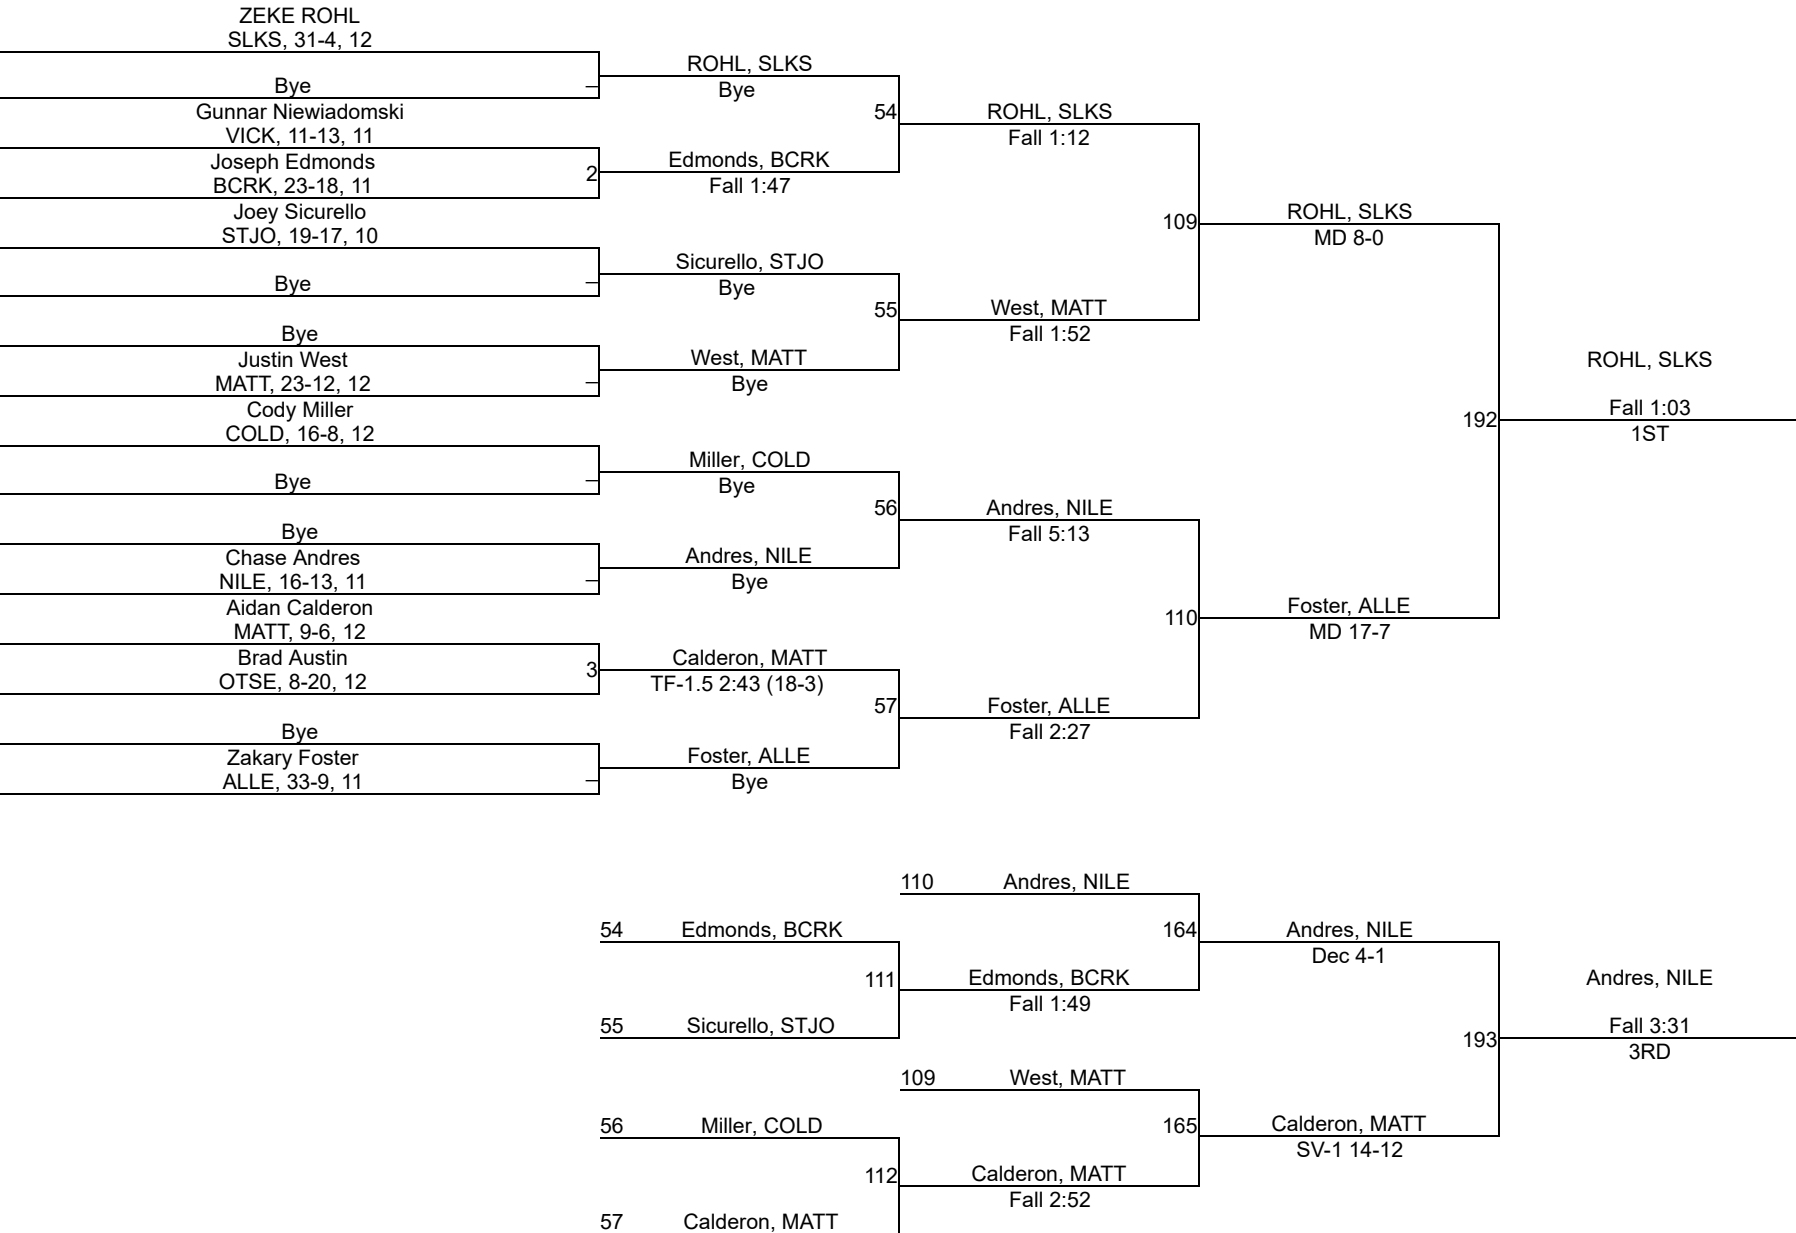 ZEKE ROHL
SLKS, 31-4, 12
Bye
–
Gunnar Niewiadomski
VICK, 11-13, 11
Joseph Edmonds
BCRK, 23-18, 11
2
Joey Sicurello
STJO, 19-17, 10
Bye
–
Bye
Justin West
MATT, 23-12, 12
–
Cody Miller
COLD, 16-8, 12
Bye
–
Bye
Chase Andres
NILE, 16-13, 11
–
Aidan Calderon
MATT, 9-6, 12
Brad Austin
OTSE, 8-20, 12
3
Bye
Zakary Foster
ALLE, 33-9, 11
–
ROHL, SLKS
Bye
54
Edmonds, BCRK
Fall 1:47
Sicurello, STJO
Bye
55
West, MATT
Bye
Miller, COLD
Bye
56
Andres, NILE
Bye
Calderon, MATT
TF-1.5 2:43 (18-3)
57
Foster, ALLE
Bye
ROHL, SLKS
Fall 1:12
109
West, MATT
Fall 1:52
Andres, NILE
Fall 5:13
110
Foster, ALLE
Fall 2:27
ROHL, SLKS
MD 8-0
192
Foster, ALLE
MD 17-7
ROHL, SLKS
Fall 1:03
1ST
110 Andres, NILE
54 Edmonds, BCRK
164
111
Edmonds, BCRK
Fall 1:49
55 Sicurello, STJO
109 West, MATT
56 Miller, COLD
165
112
Calderon, MATT
Fall 2:52
57 Calderon, MATT
Andres, NILE
Dec 4-1
193
Calderon, MATT
SV-1 14-12
Andres, NILE
Fall 3:31
3RD